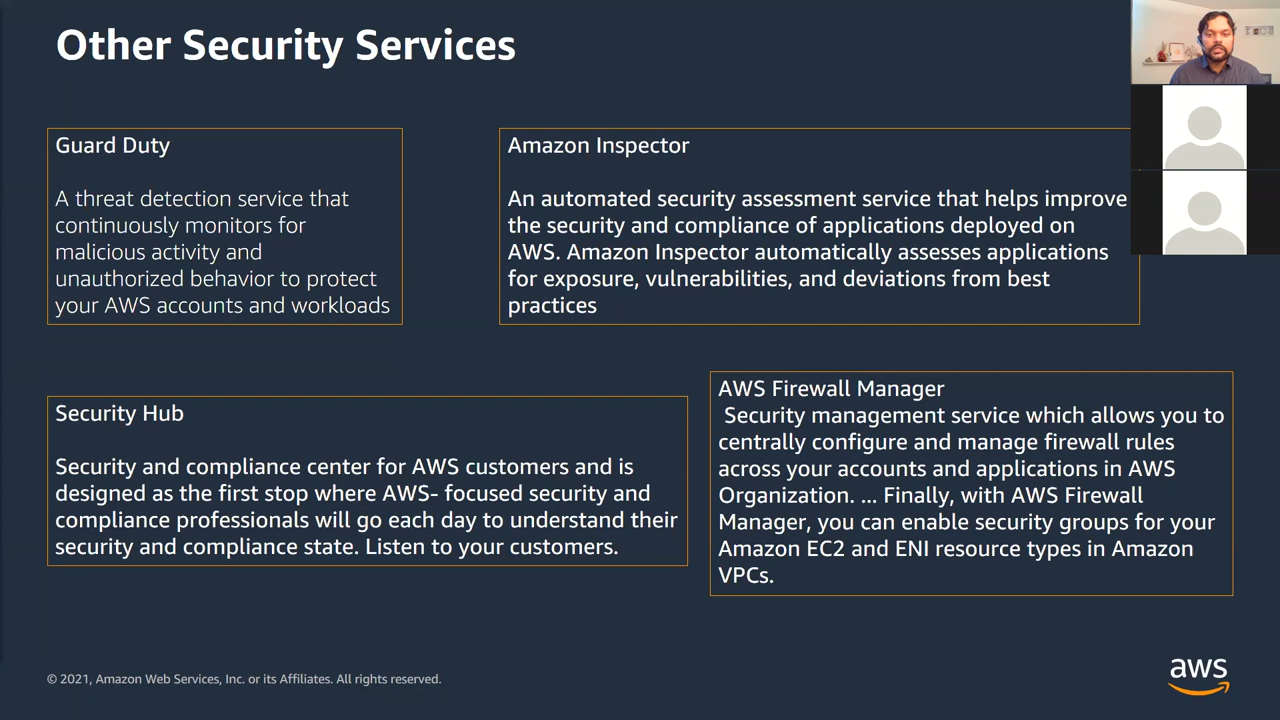 Other Security Services
Guard Duty
A threat detection service that
continuously monitors for
malicious activity and
unauthorized behavior to protect
your AWS accounts and workloads
Amazon Inspector
An automated security assessment service that helps improve
the security and compliance of applications deployed on
AWS. Amazon Inspector automatically assesses applications
for exposure, vulnerabilities, and deviations from best
practices
Security Hub
Security and compliance center for AWS customers and is
designed as the first stop where AWS- focused security and
compliance professionals will go each day to understand their
security and compliance state. Listen to your customers.
AWS Firewall Manager
Security management service which allows you to
centrally configure and manage firewall rules
across your accounts and applications in AWS
Organization. ... Finally, with AWS Firewall
Manager, you can enable security groups for your
Amazon EC2 and ENI resource types in Amazon
VPCs.
© 2021, Amazon Web Services, Inc. or its Affiliates. All rights reserved.
aws